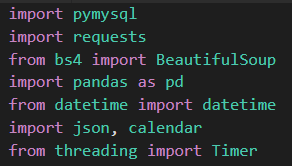 import pymysql
import requests
from bs4 import BeautifulSoup
import pandas as pd
from datetime import datetime
import json, calendar
from threading import Timer